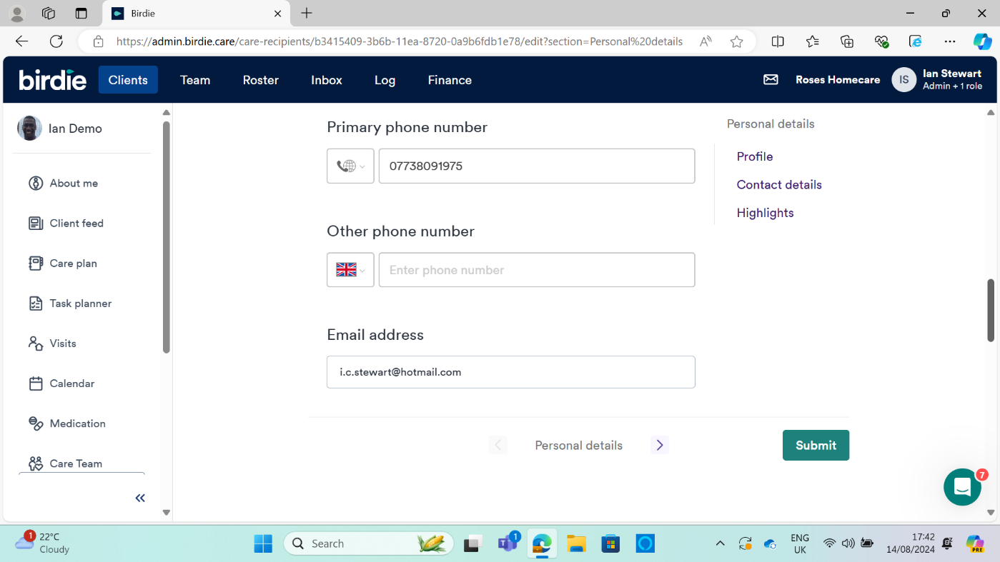 Birdie
https://admin.birdie.care/care-recipients/b3415409-3b6b-11ea-8720-0a9b6fdb1e78/edit?section=Personal%20details
birdie
Clients
Team
Roster
Inbox
Log
Finance
Roses Homecare
IS
Ian Stewart
Admin + 1 role
Ian Demo
About me
Client feed
Care plan
Task planner
Visits
Calendar
Medication
Care Team
Primary phone number
07738091975
Other phone number
Enter phone number
Email address
i.c.stewart@hotmail.com
Personal details
Submit
Personal details
Profile
Contact details
Highlights
7
1
22°C
Cloudy
Search
1
ENG
UK
17:42
14/08/2024
PRE